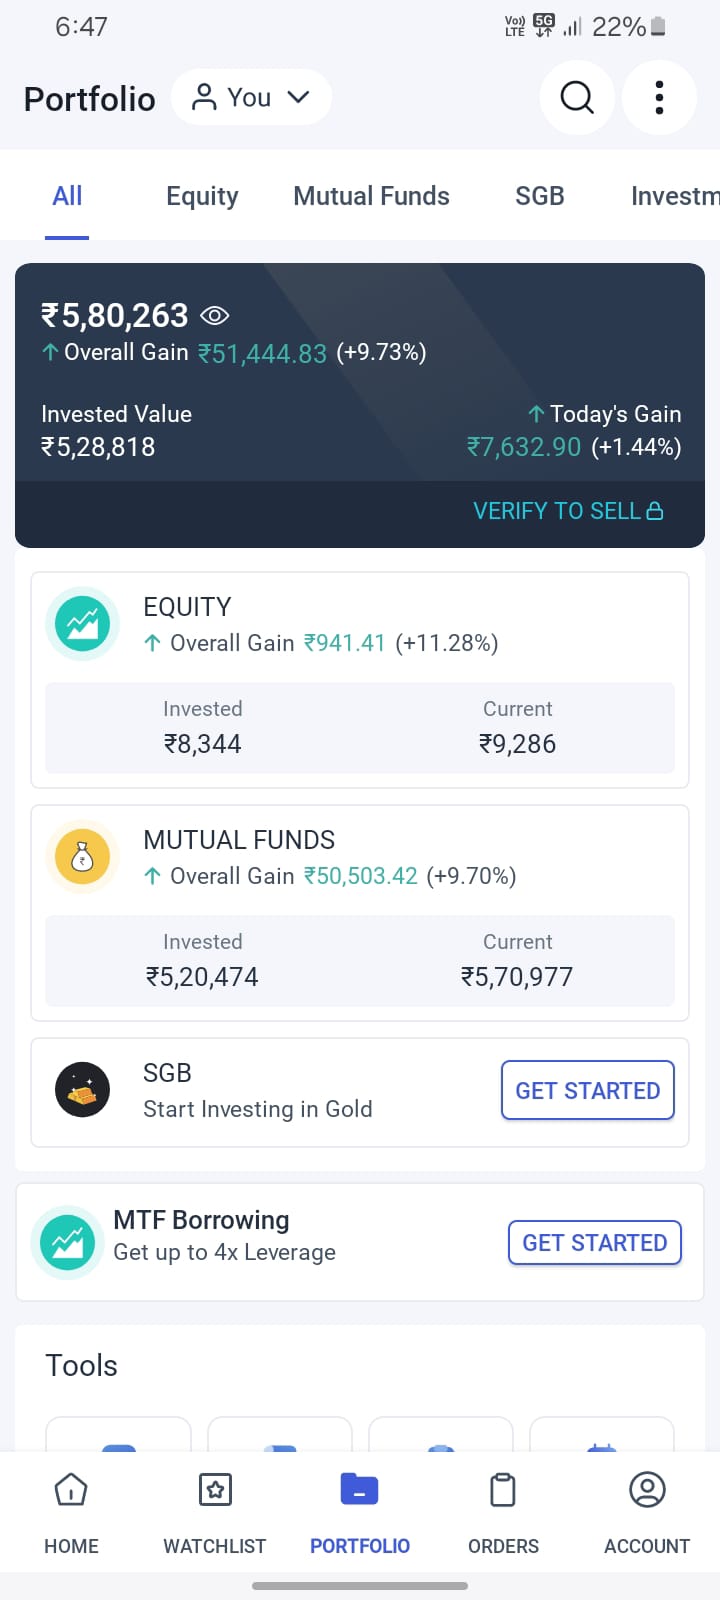 6:47
Vo)) LTE 5G 22%
Portfolio You
All Equity Mutual Funds SGB Investm
₹5,80,263
Overall Gain ₹51,444.83 (+9.73%)
Invested Value Today's Gain
₹5,28,818 ₹7,632.90 (+1.44%)
VERIFY TO SELL
EQUITY
Overall Gain ₹941.41 (+11.28%)
Invested Current
₹8,344 ₹9,286
MUTUAL FUNDS
Overall Gain ₹50,503.42 (+9.70%)
Invested Current
₹5,20,474 ₹5,70,977
SGB
Start Investing in Gold
GET STARTED
MTF Borrowing
Get up to 4x Leverage
GET STARTED
Tools
HOME WATCHLIST PORTFOLIO ORDERS ACCOUNT